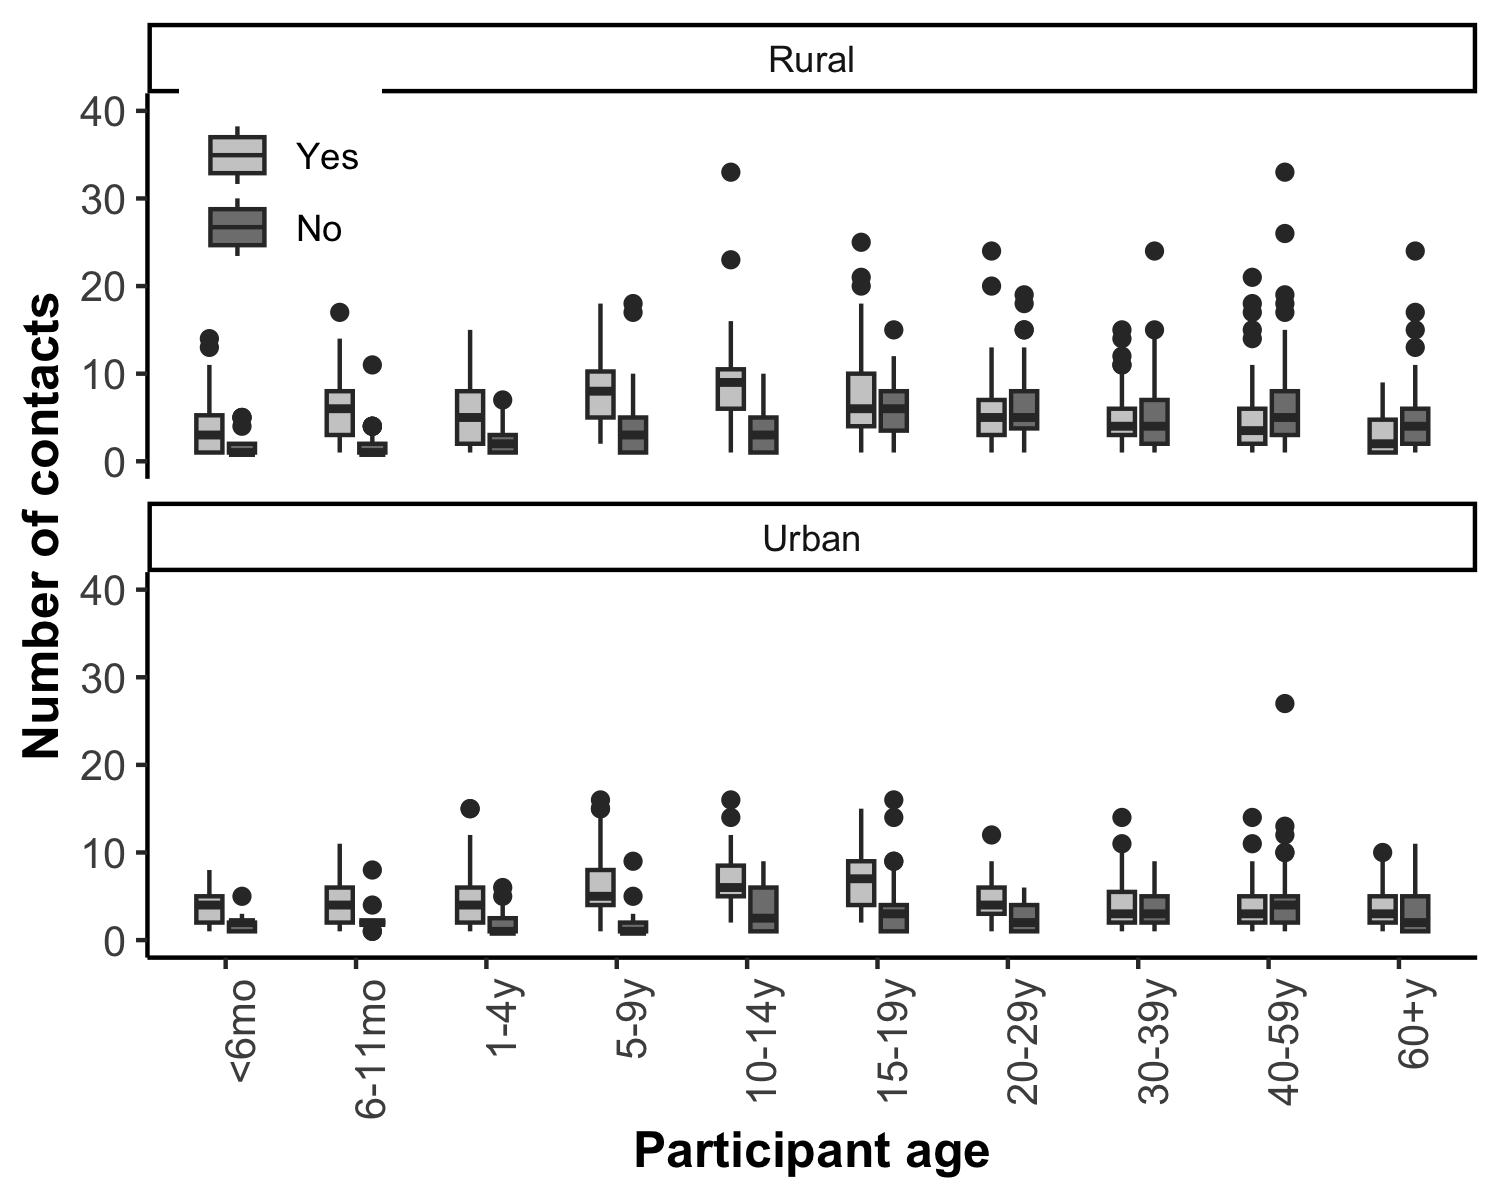 Rural
40
30
20
10
0
Yes
No
Number of contacts
Urban
40
30
20
10
0
<6mo
6-11mo
1-4y
5-9y
10-14y
15-19y
20-29y
30-39y
40-59y
60+y
Participant age